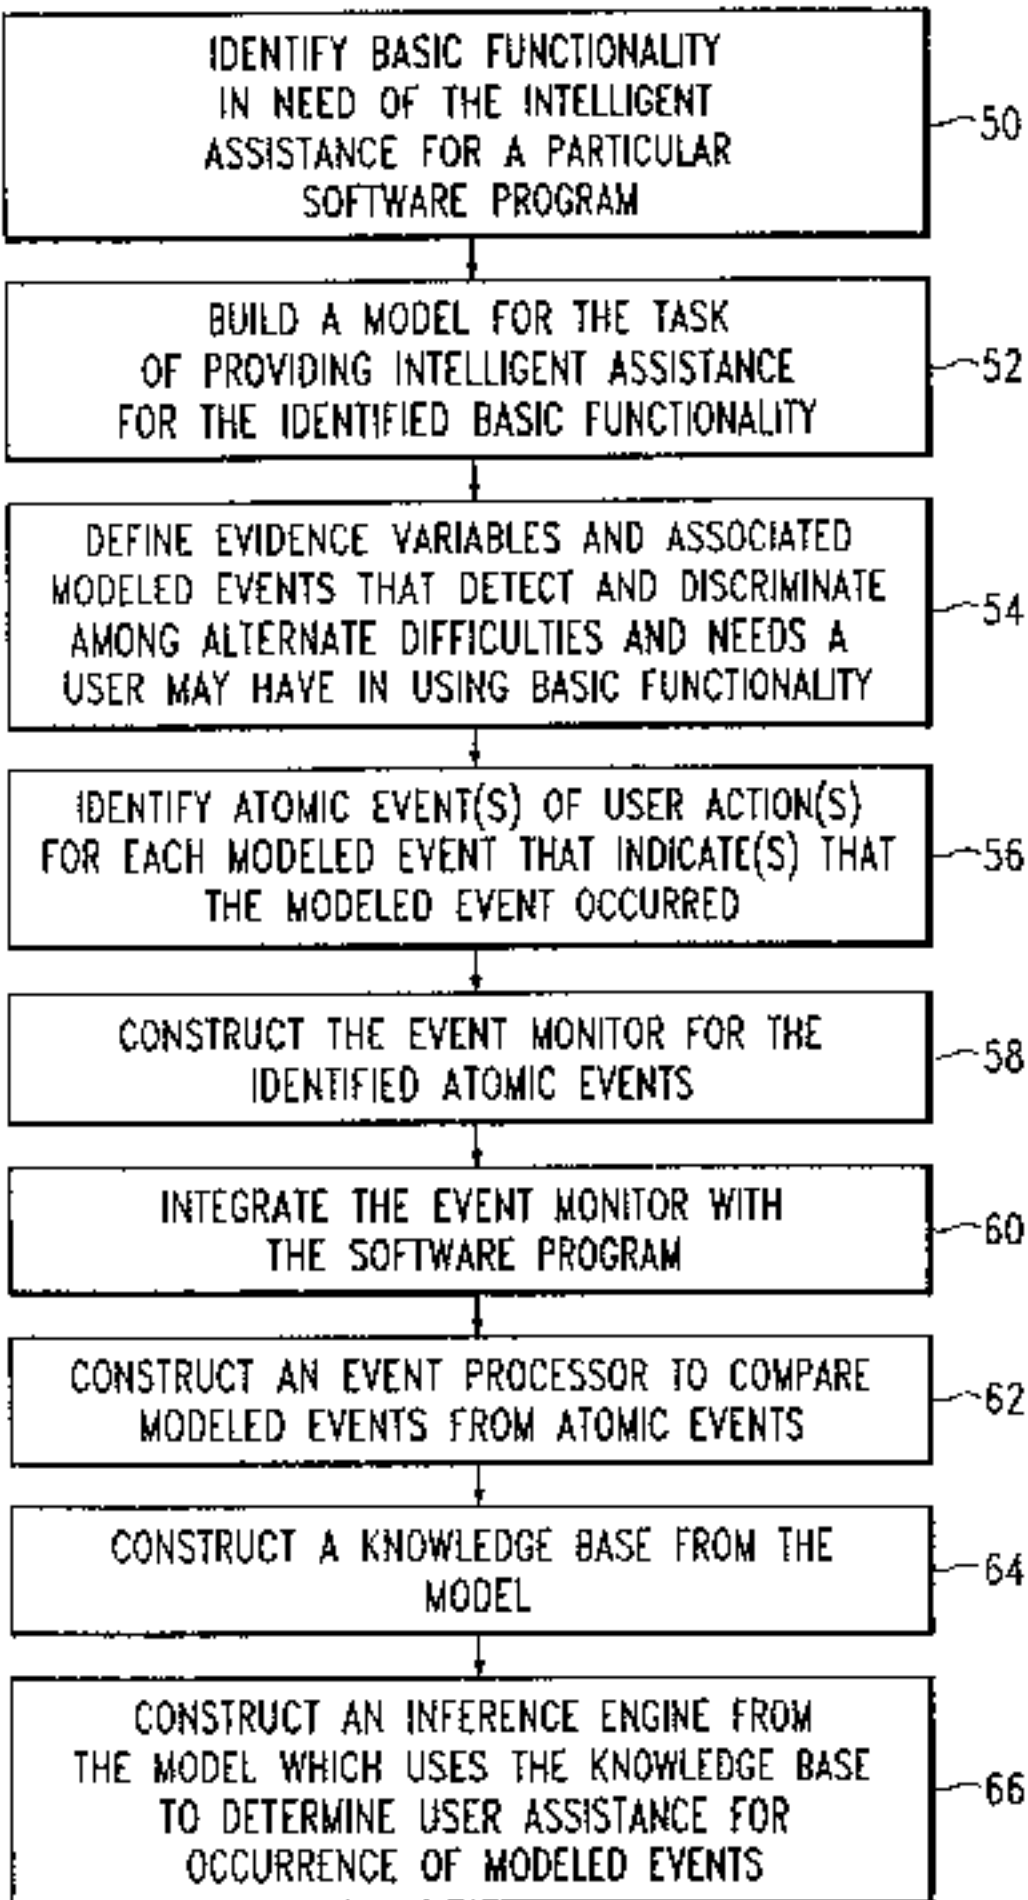 IDENTIFY BASIC FUNCTIONALITY
IN NEED OF THE INTELLIGENT
ASSISTANCE FOR A PARTICULAR
SOFTWARE PROGRAM
50
BUILD A MODEL FOR THE TASK
OF PROVIDING INTELLIGENT ASSISTANCE
FOR THE IDENTIFIED BASIC FUNCTIONALITY
52
DEFINE EVIDENCE VARIABLES AND ASSOCIATED
MODELED EVENTS THAT DETECT AND DISCRIMINATE
AMONG ALTERNATE DIFFICULTIES AND NEEDS A
USER MAY HAVE IN USING BASIC FUNCTIONALITY
54
IDENTIFY ATOMIC EVENT(S) OF USER ACTION(S)
FOR EACH MODELED EVENT THAT INDICATE(S) THAT
THE MODELED EVENT OCCURRED
56
CONSTRUCT THE EVENT MONITOR FOR THE
IDENTIFIED ATOMIC EVENTS
58
INTEGRATE THE EVENT MONITOR WITH
THE SOFTWARE PROGRAM
60
CONSTRUCT AN EVENT PROCESSOR TO COMPARE
MODELED EVENTS FROM ATOMIC EVENTS
62
CONSTRUCT A KNOWLEDGE BASE FROM THE
MODEL
64
CONSTRUCT AN INFERENCE ENGINE FROM
THE MODEL WHICH USES THE KNOWLEDGE BASE
TO DETERMINE USER ASSISTANCE FOR
OCCURRENCE OF MODELED EVENTS
66